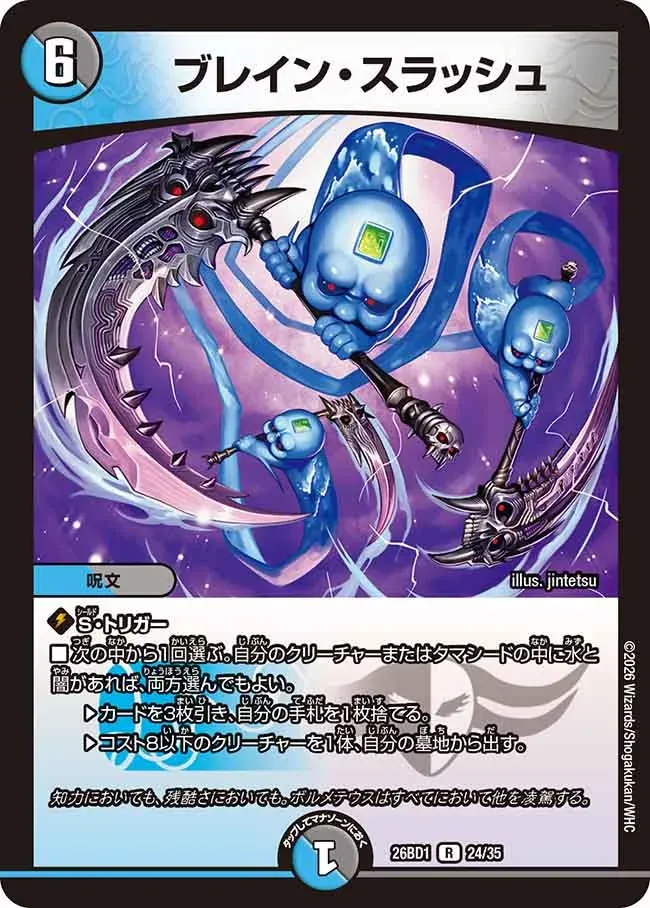 6
ブレイン・スラッシュ
呪文
illus. jintetsu
S・トリガー
■次の中から1回選ぶ。自分のクリーチャーまたはタマシードの中に水と
闇があれば、両方選んでもよい。
▶カードを3枚引き、自分の手札を1枚捨てる。
▶コスト8以下のクリーチャーを1体、自分の墓地から出す。
知力においても、残酷さにおいても。ボルメテウスはすべてにおいて他を凌駕する。
タップしてマナゾーンにおく
1
26BD1 R 24/35
©2026 Wizards/Shogakukan/WHC